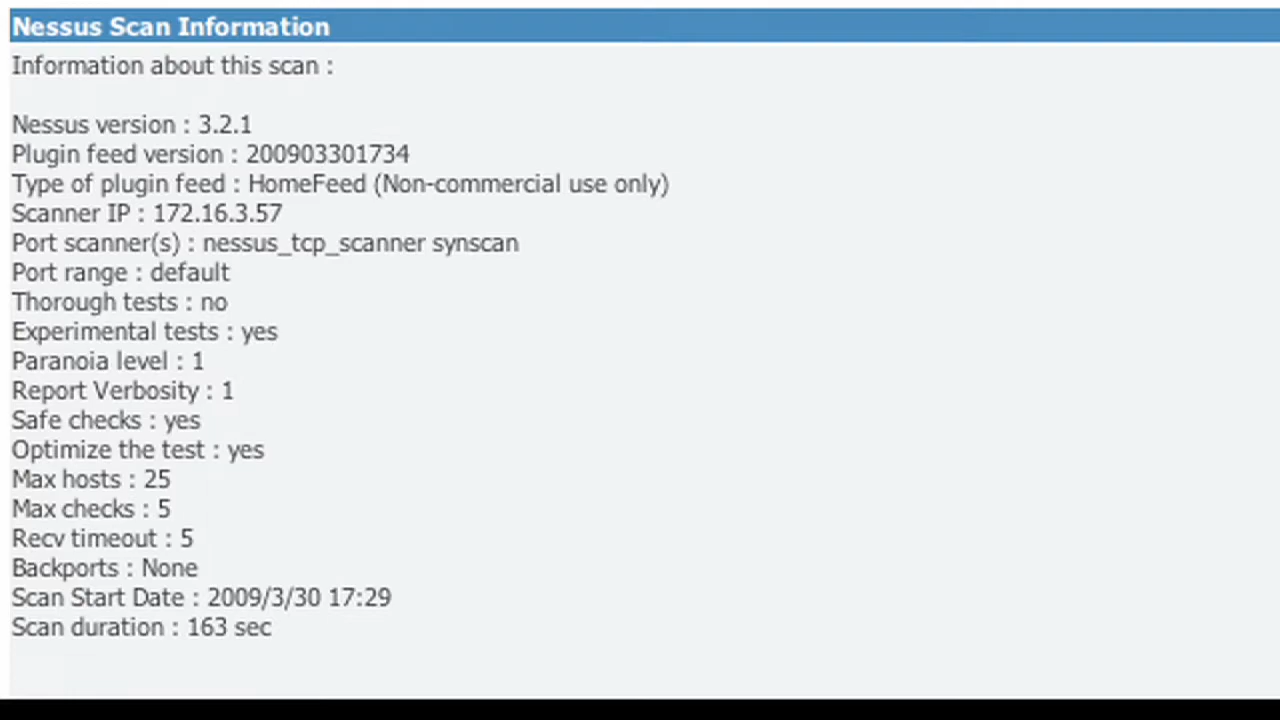 Nessus Scan Information
Information about this scan :
Nessus version : 3.2.1
Plugin feed version : 200903301734
Type of plugin feed : HomeFeed (Non-commercial use only)
Scanner IP : 172.16.3.57
Port scanner(s) : nessus_tcp_scanner synscan
Port range : default
Thorough tests : no
Experimental tests : yes
Paranoia level : 1
Report Verbosity : 1
Safe checks : yes
Optimize the test : yes
Max hosts : 25
Max checks : 5
Recv timeout : 5
Backports : None
Scan Start Date : 2009/3/30 17:29
Scan duration : 163 sec